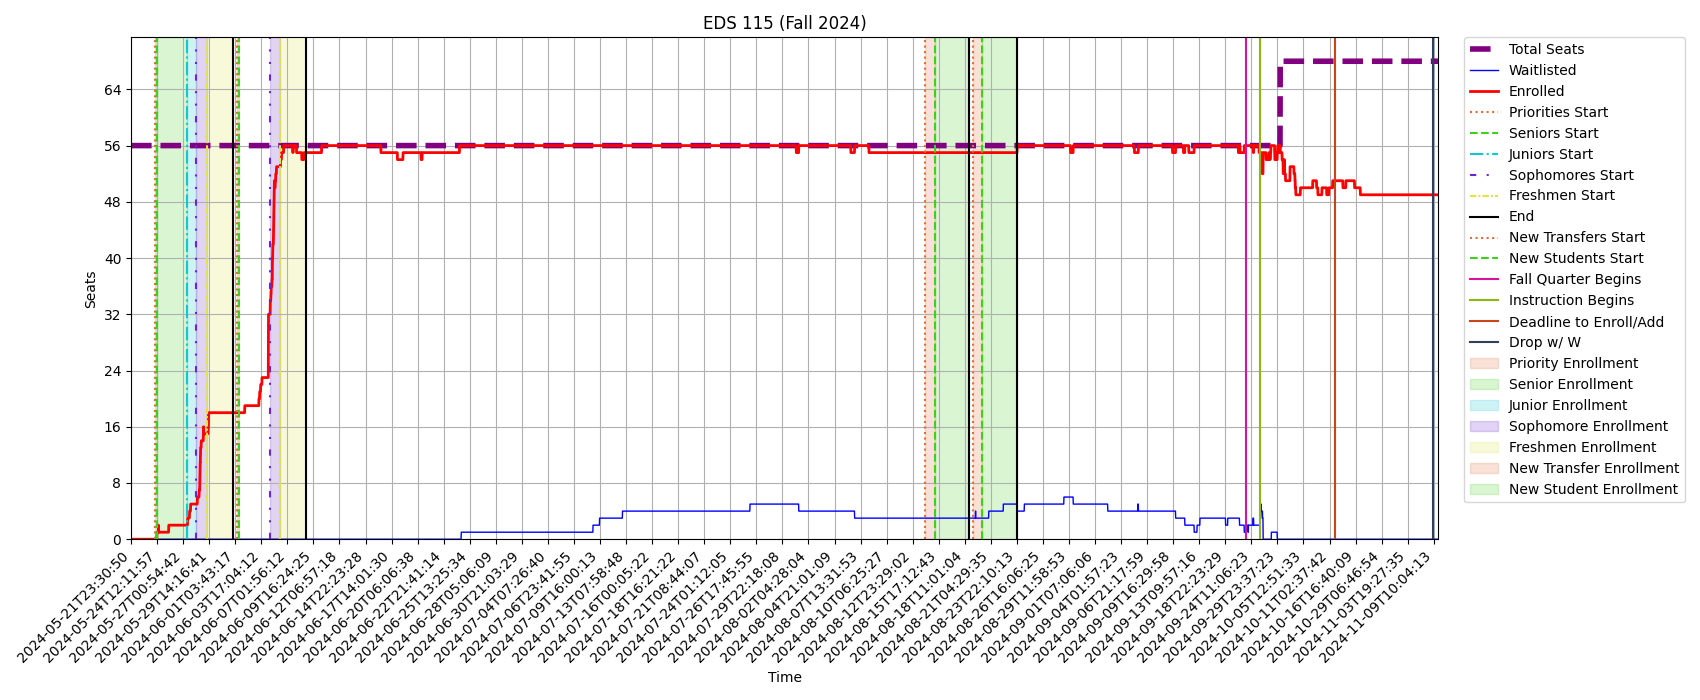 EDS 115 (Fall 2024)
Seats
64
56
48
40
32
24
16
8
0
2024-05-21T23:30:50
2024-05-24T12:11:57
2024-05-27T00:54:42
2024-05-29T14:16:41
2024-06-01T03:43:17
2024-06-03T17:04:12
2024-06-07T01:56:12
2024-06-09T16:24:25
2024-06-12T06:57:18
2024-06-14T22:23:28
2024-06-17T14:01:30
2024-06-20T06:06:38
2024-06-22T21:41:14
2024-06-25T13:25:34
2024-06-28T05:06:09
2024-06-30T21:03:29
2024-07-04T07:26:40
2024-07-06T23:41:55
2024-07-09T16:00:13
2024-07-13T07:58:48
2024-07-16T00:05:22
2024-07-18T16:21:22
2024-07-21T08:44:07
2024-07-24T01:12:05
2024-07-26T17:45:55
2024-07-29T22:18:08
2024-08-02T04:28:04
2024-08-04T21:01:09
2024-08-07T13:31:53
2024-08-10T06:25:27
2024-08-12T23:29:02
2024-08-15T17:12:43
2024-08-18T11:01:04
2024-08-21T04:29:35
2024-08-23T22:10:13
2024-08-26T16:06:25
2024-08-29T11:58:53
2024-09-01T07:06:06
2024-09-04T01:57:23
2024-09-06T21:17:59
2024-09-09T16:29:58
2024-09-13T09:57:16
2024-09-18T22:23:29
2024-09-24T11:06:23
2024-09-29T23:37:23
2024-10-05T12:51:33
2024-10-11T02:37:42
2024-10-16T16:40:09
2024-10-29T06:46:54
2024-11-03T19:27:35
2024-11-09T10:04:13
Time
Total Seats
Waitlisted
Enrolled
Priorities Start
Seniors Start
Juniors Start
Sophomores Start
Freshmen Start
End
New Transfers Start
New Students Start
Fall Quarter Begins
Instruction Begins
Deadline to Enroll/Add
Drop w/ W
Priority Enrollment
Senior Enrollment
Junior Enrollment
Sophomore Enrollment
Freshmen Enrollment
New Transfer Enrollment
New Student Enrollment